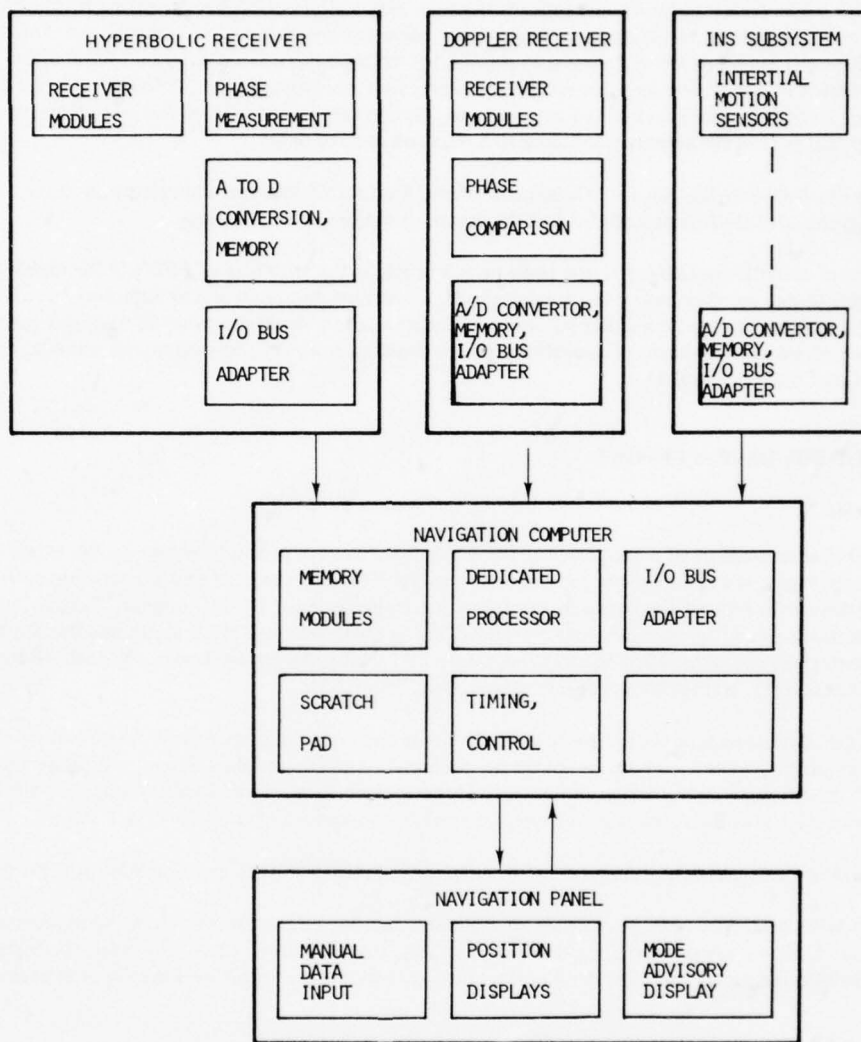 HYPERBOLIC RECEIVER
RECEIVER
MODULES
PHASE
MEASUREMENT
A TO D
CONVERSION,
MEMORY
I/O BUS
ADAPTER
DOPPLER RECEIVER
RECEIVER
MODULES
PHASE
COMPARISON
A/D CONVERTOR,
MEMORY,
I/O BUS
ADAPTER
INS SUBSYSTEM
INTERTIAL
MOTION
SENSORS
A/D CONVERTOR,
MEMORY,
I/O BUS
ADAPTER
NAVIGATION COMPUTER
MEMORY
MODULES
DEDICATED
PROCESSOR
I/O BUS
ADAPTER
SCRATCH
PAD
TIMING,
CONTROL
NAVIGATION PANEL
MANUAL
DATA
INPUT
POSITION
DISPLAYS
MODE
ADVISORY
DISPLAY